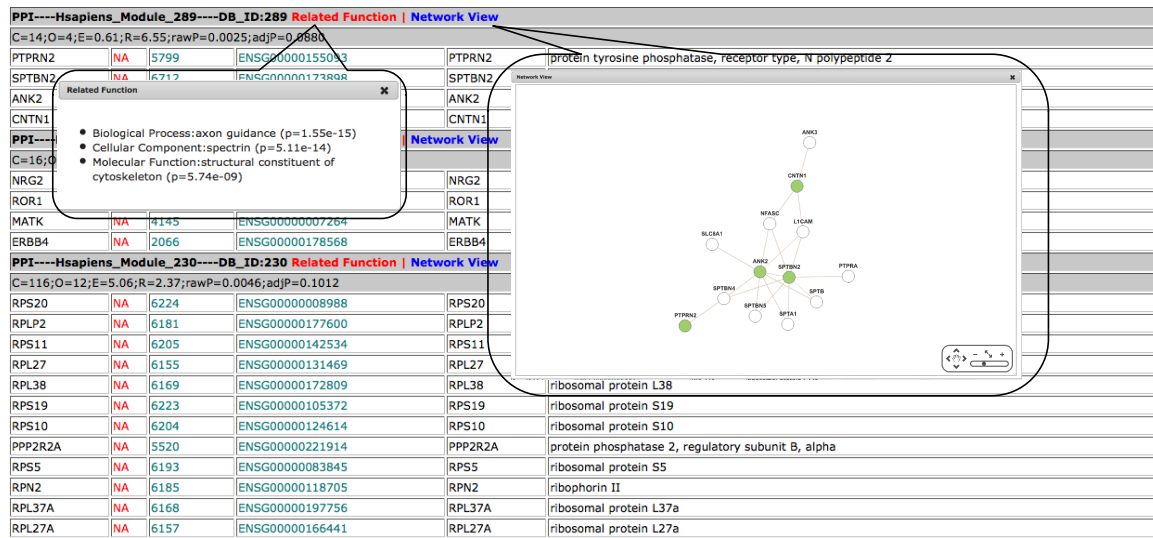 PPI----Hsapiens_Module_289----DB_ID:289 Related Function | Network View
C=14;O=4;E=0.61;R=6.55;rawP=0.0025;adjP=0.0880
PTPRN2 NA 5799 ENSG00000155093 PTPRN2 protein tyrosine phosphatase, receptor type, N polypeptide 2
SPTBN2 NA 6712 ENSG00000173898 SPTBN2
ANK2 ANK2
CNTN1 CNTN1
PPI---- | Network View
C=16;O
NRG2 NRG2
ROR1 ROR1
MATK NA 4145 ENSG00000007264 MATK
ERBB4 NA 2066 ENSG00000178568 ERBB4
Related Function
Biological Process:axon guidance (p=1.55e-15)
Cellular Component:spectrin (p=5.11e-14)
Molecular Function:structural constituent of
cytoskeleton (p=5.74e-09)
Network View
ANK3
CNTN1
NFASC
L1CAM
SLC8A1
ANK2
SPTBN2
PTPRA
SPTBN4
SPTB
SPTBN5
SPTA1
PTPRN2
PPI----Hsapiens_Module_230----DB_ID:230 Related Function | Network View
C=116;O=12;E=5.06;R=2.37;rawP=0.0046;adjP=0.1012
RPS20 NA 6224 ENSG00000008988 RPS20
RPLP2 NA 6181 ENSG00000177600 RPLP2
RPS11 NA 6205 ENSG00000142534 RPS11
RPL27 NA 6155 ENSG00000131469 RPL27
RPL38 NA 6169 ENSG00000172809 RPL38 ribosomal protein L38
RPS19 NA 6223 ENSG00000105372 RPS19 ribosomal protein S19
RPS10 NA 6204 ENSG00000124614 RPS10 ribosomal protein S10
PPP2R2A NA 5520 ENSG00000221914 PPP2R2A protein phosphatase 2, regulatory subunit B, alpha
RPS5 NA 6193 ENSG00000083845 RPS5 ribosomal protein S5
RPN2 NA 6185 ENSG00000118705 RPN2 ribophorin II
RPL37A NA 6168 ENSG00000197756 RPL37A ribosomal protein L37a
RPL27A NA 6157 ENSG00000166441 RPL27A ribosomal protein L27a